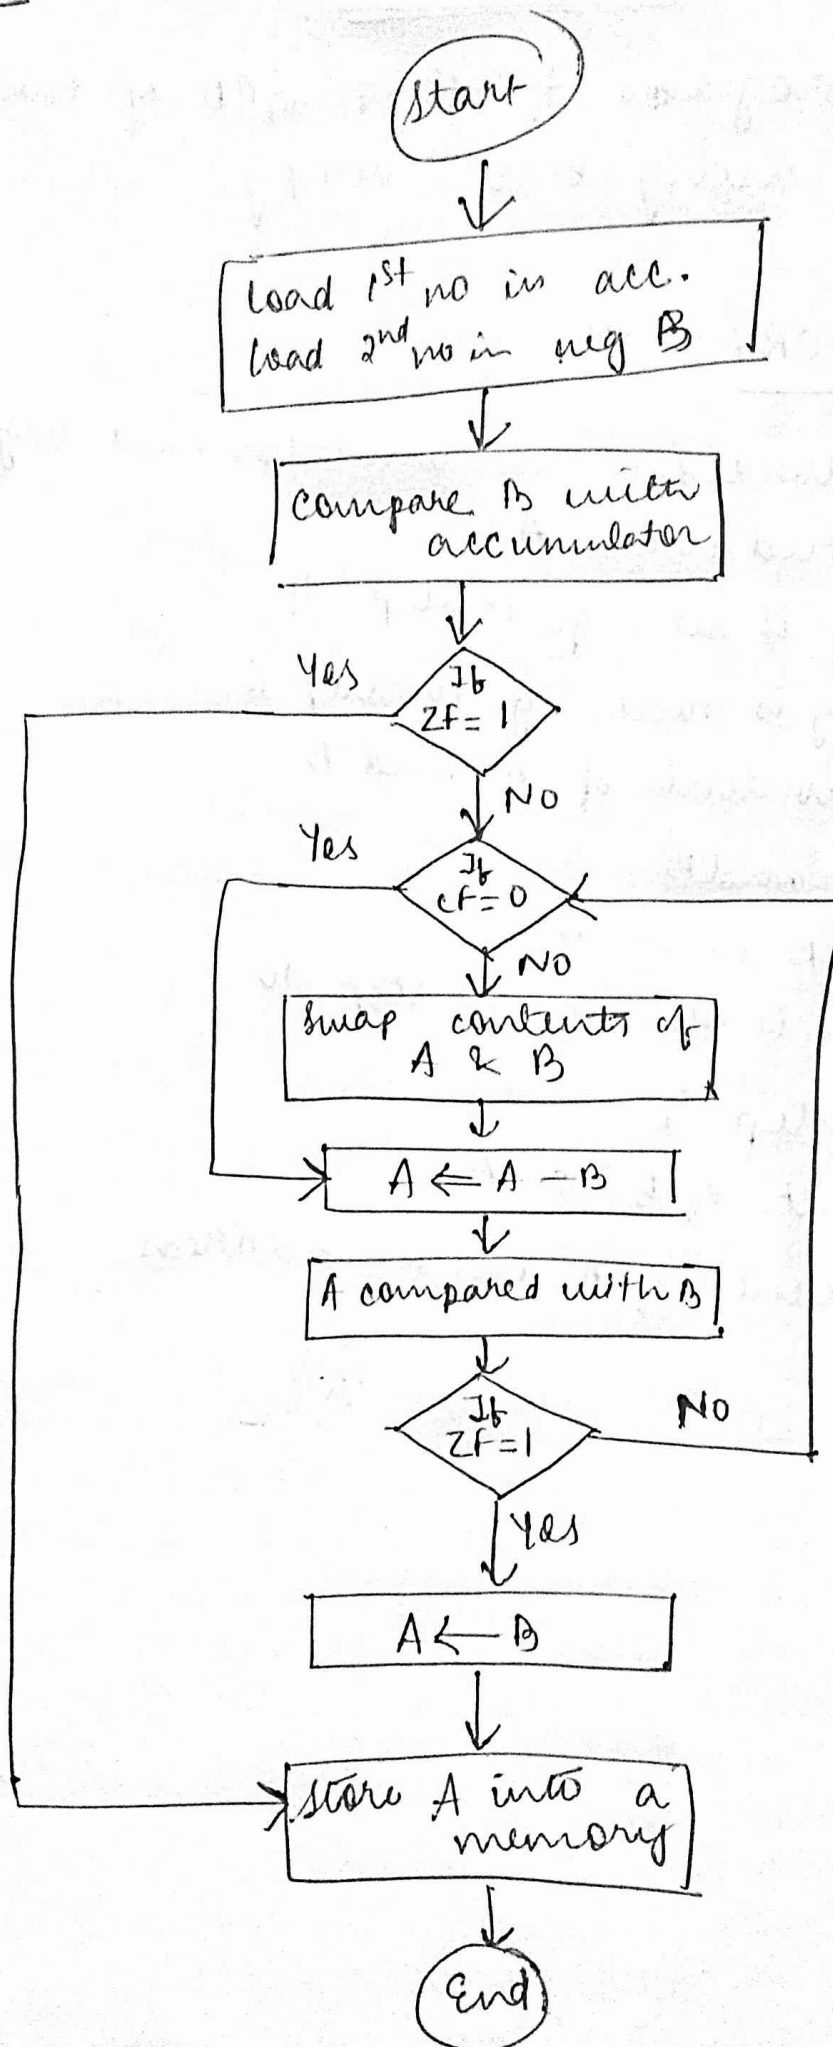 Start
Load 1st no in acc.
Load 2nd no in reg B
Compare B with
accumulator
Yes
If
ZF = 1
NO
Yes
If
CF = 0
NO
Swap contents of
A & B
A ⇐ A - B
A compared with B
If
ZF = 1
NO
Yes
A ← B
Store A into a
memory
End